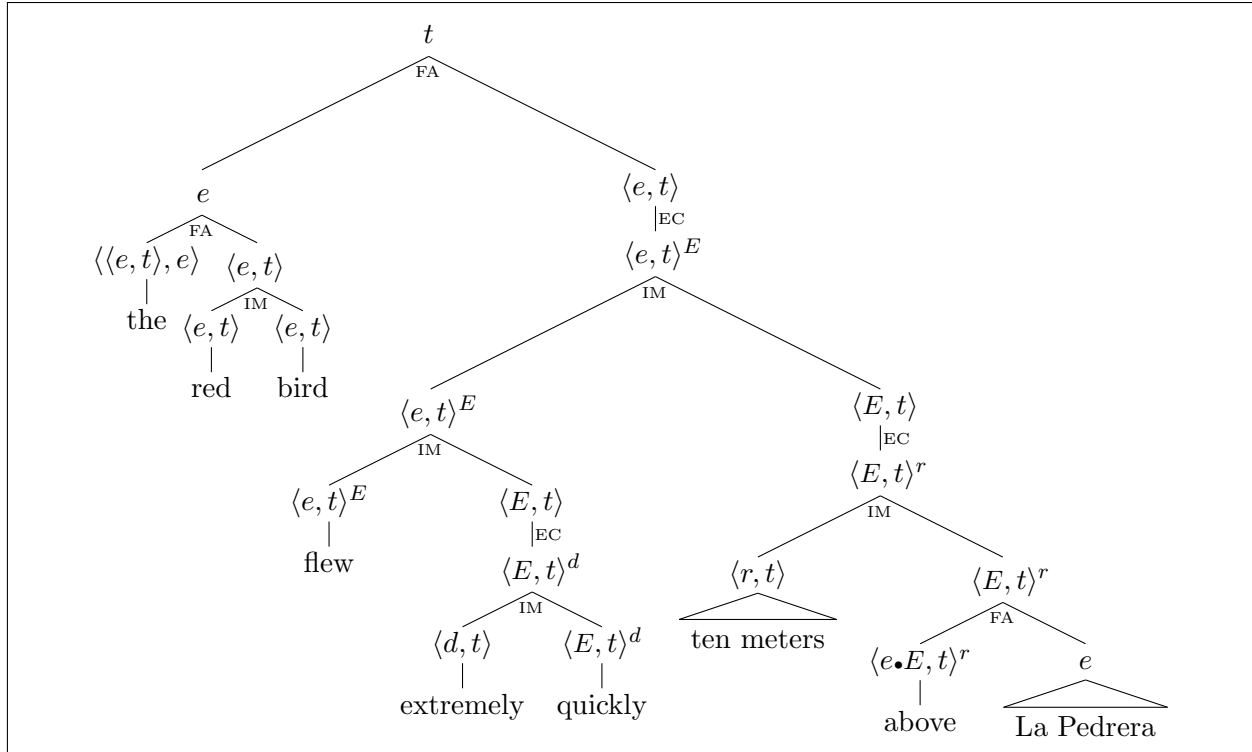 t
FA
e
⟨e, t⟩
EC
FA
⟨⟨e, t⟩, e⟩
⟨e, t⟩
⟨e, t⟩^E
IM
the
IM
⟨e, t⟩
⟨e, t⟩
red
bird
⟨e, t⟩^E
⟨E, t⟩
EC
IM
⟨E, t⟩^r
⟨e, t⟩^E
⟨E, t⟩
IM
flew
EC
⟨E, t⟩^d
⟨r, t⟩
⟨E, t⟩^r
IM
FA
ten meters
⟨d, t⟩
⟨E, t⟩^d
⟨e•E, t⟩^r
e
extremely
quickly
above
La Pedrera